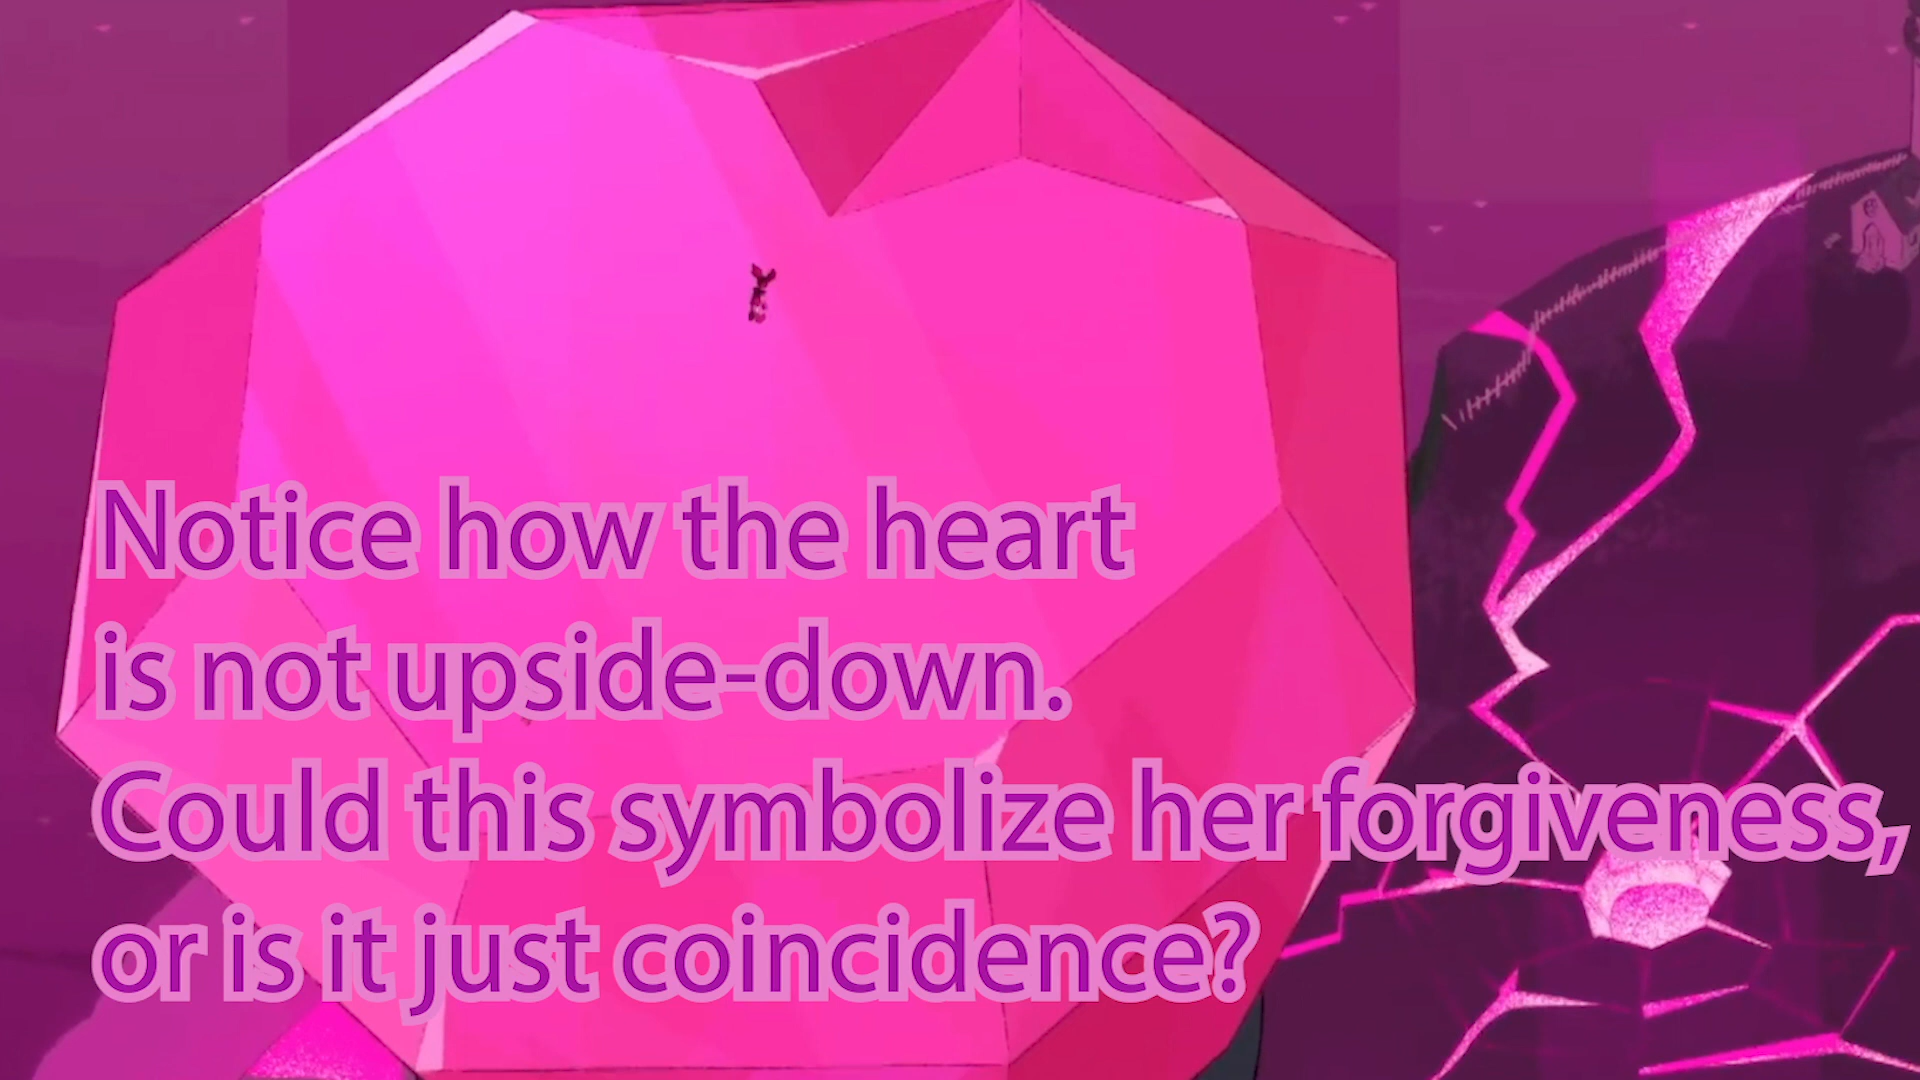 Notice how the heart
is not upside-down.
Could this symbolize her forgiveness,
or is it just coincidence?